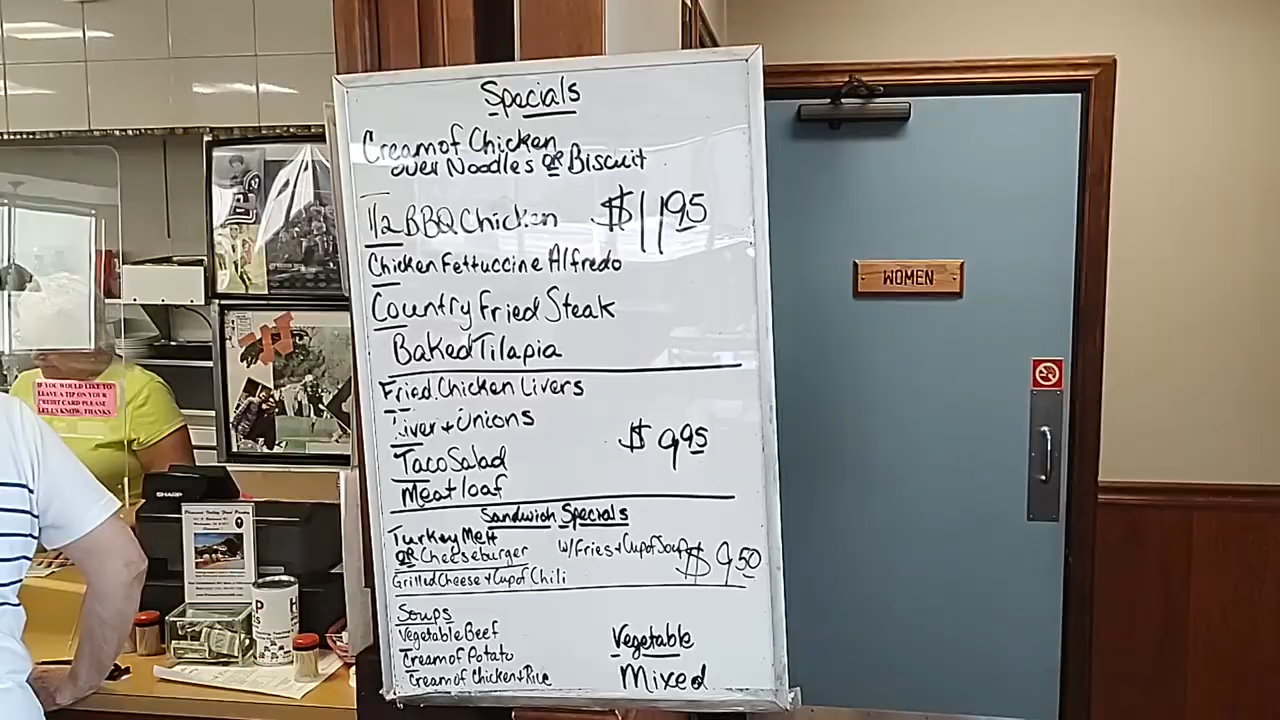 Specials
Cream of Chicken
over Noodles OR Biscuit
1/2 BBQ Chicken $11.95
Chicken Fettuccine Alfredo
Country Fried Steak
Baked Tilapia
Fried Chicken Livers
Liver + Onions
$9.95
Taco Salad
Meatloaf
Sandwich Specials
Turkey Melt
OR Cheeseburger w/Fries + Cup of Soup $9.50
Grilled Cheese + Cup of Chili
Soups
Vegetable Beef
Cream of Potato
Cream of Chicken + Rice
Vegetable
Mixed
WOMEN
IF YOU WOULD LIKE TO
LEAVE A TIP ON YOUR
CREDIT CARD PLEASE
LET US KNOW, THANKS
SHARP